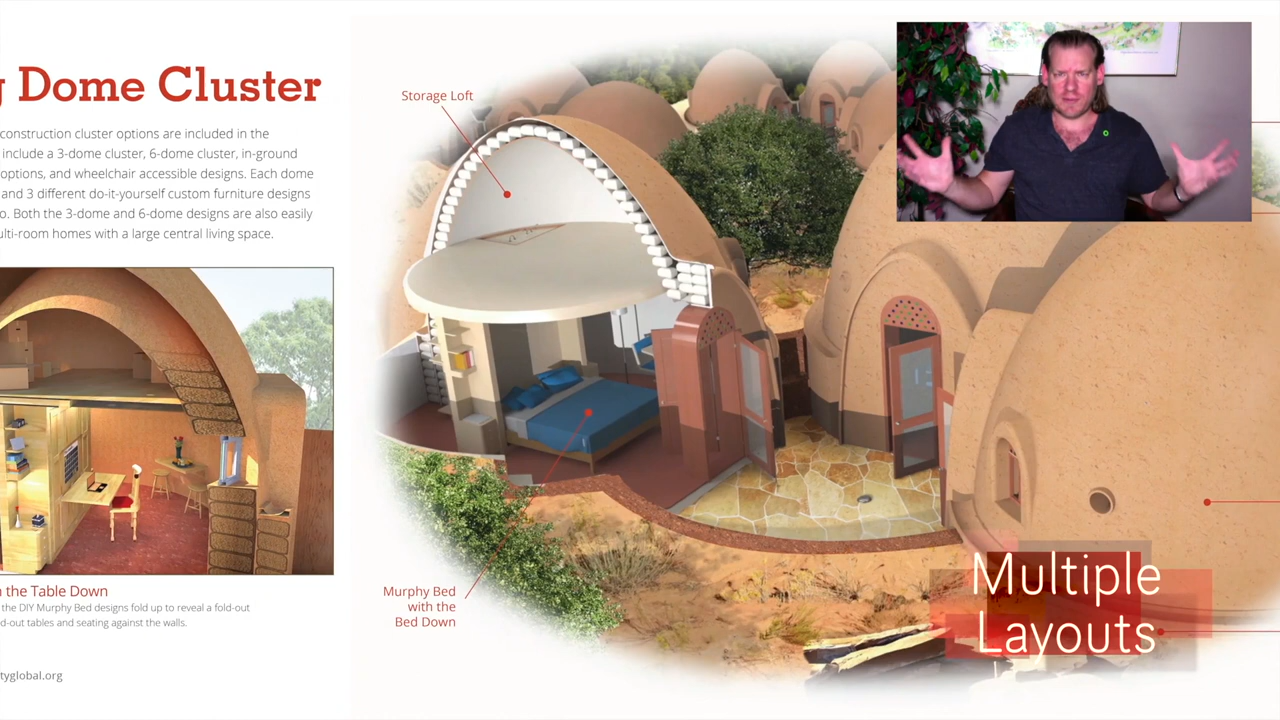 Dome Cluster
construction cluster options are included in the
include a 3-dome cluster, 6-dome cluster, in-ground
options, and wheelchair accessible designs. Each dome
and 3 different do-it-yourself custom furniture designs
o. Both the 3-dome and 6-dome designs are also easily
ulti-room homes with a large central living space.
the Table Down
the DIY Murphy Bed designs fold up to reveal a fold-out
d-out tables and seating against the walls.
tyglobal.org
Storage Loft
Murphy Bed
with the
Bed Down
Multiple
Layouts